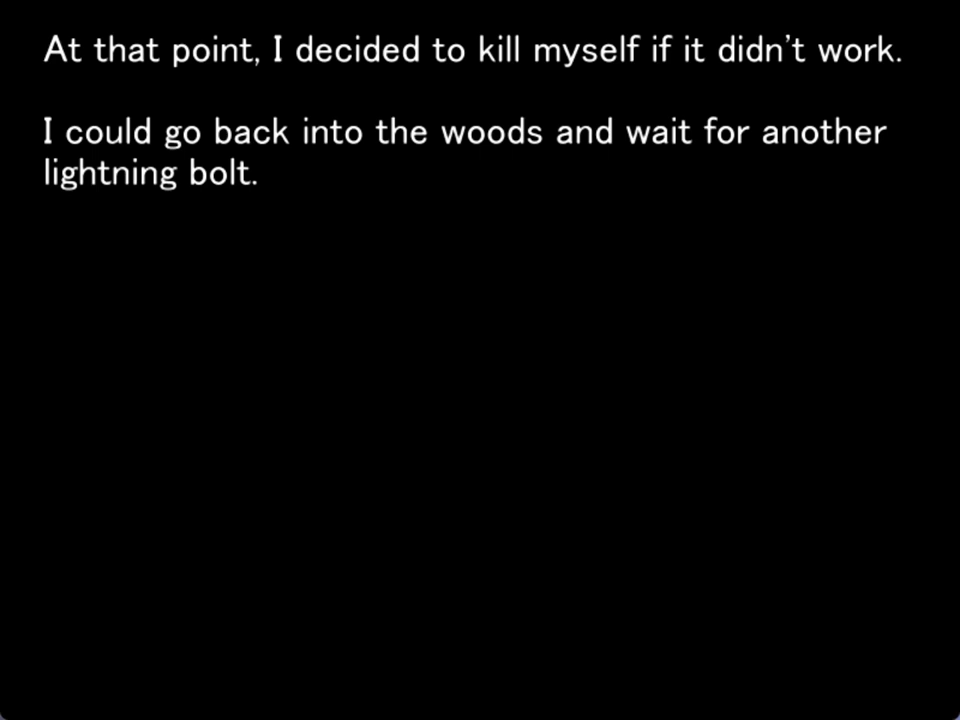 At that point, I decided to kill myself if it didn't work.
I could go back into the woods and wait for another
lightning bolt.